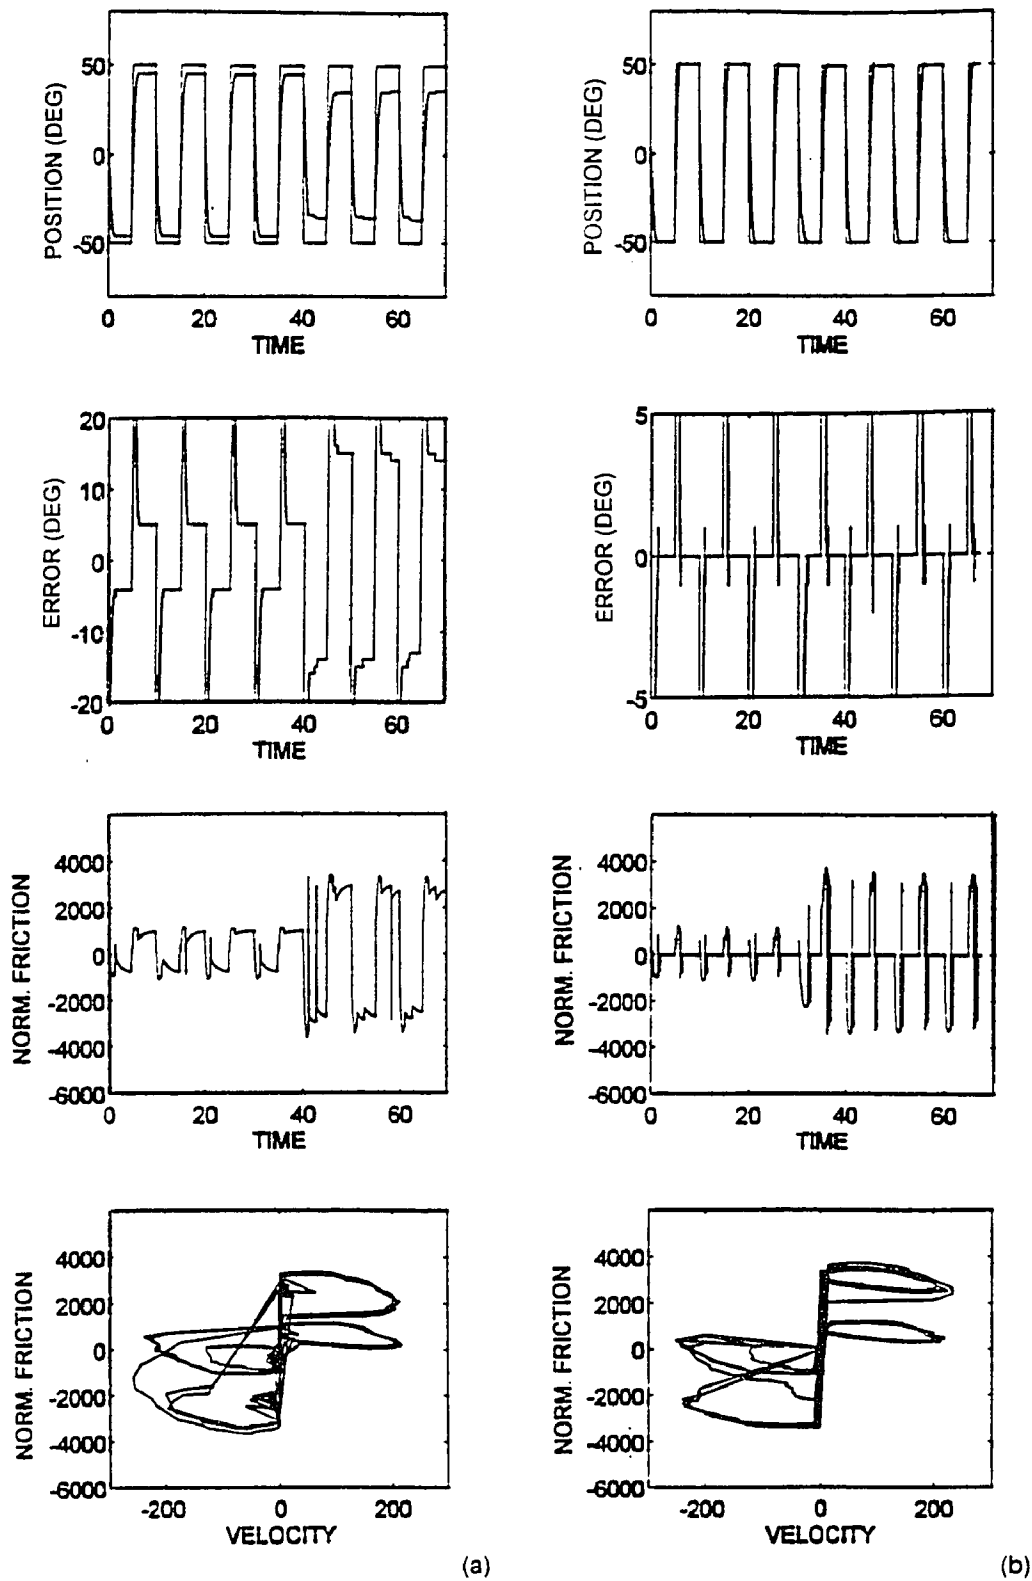 POSITION (DEG)
50
0
-50
0 20 40 60
TIME
POSITION (DEG)
50
0
-50
0 20 40 60
TIME
ERROR (DEG)
20
10
0
-10
-20
0 20 40 60
TIME
ERROR (DEG)
5
0
-5
0 20 40 60
TIME
NORM. FRICTION
4000
2000
0
-2000
-4000
-6000
0 20 40 60
TIME
NORM. FRICTION
4000
2000
0
-2000
-4000
-6000
0 20 40 60
TIME
NORM. FRICTION
4000
2000
0
-2000
-4000
-6000
-200 0 200
VELOCITY
(a)
NORM. FRICTION
4000
2000
0
-2000
-4000
-6000
-200 0 200
VELOCITY
(b)